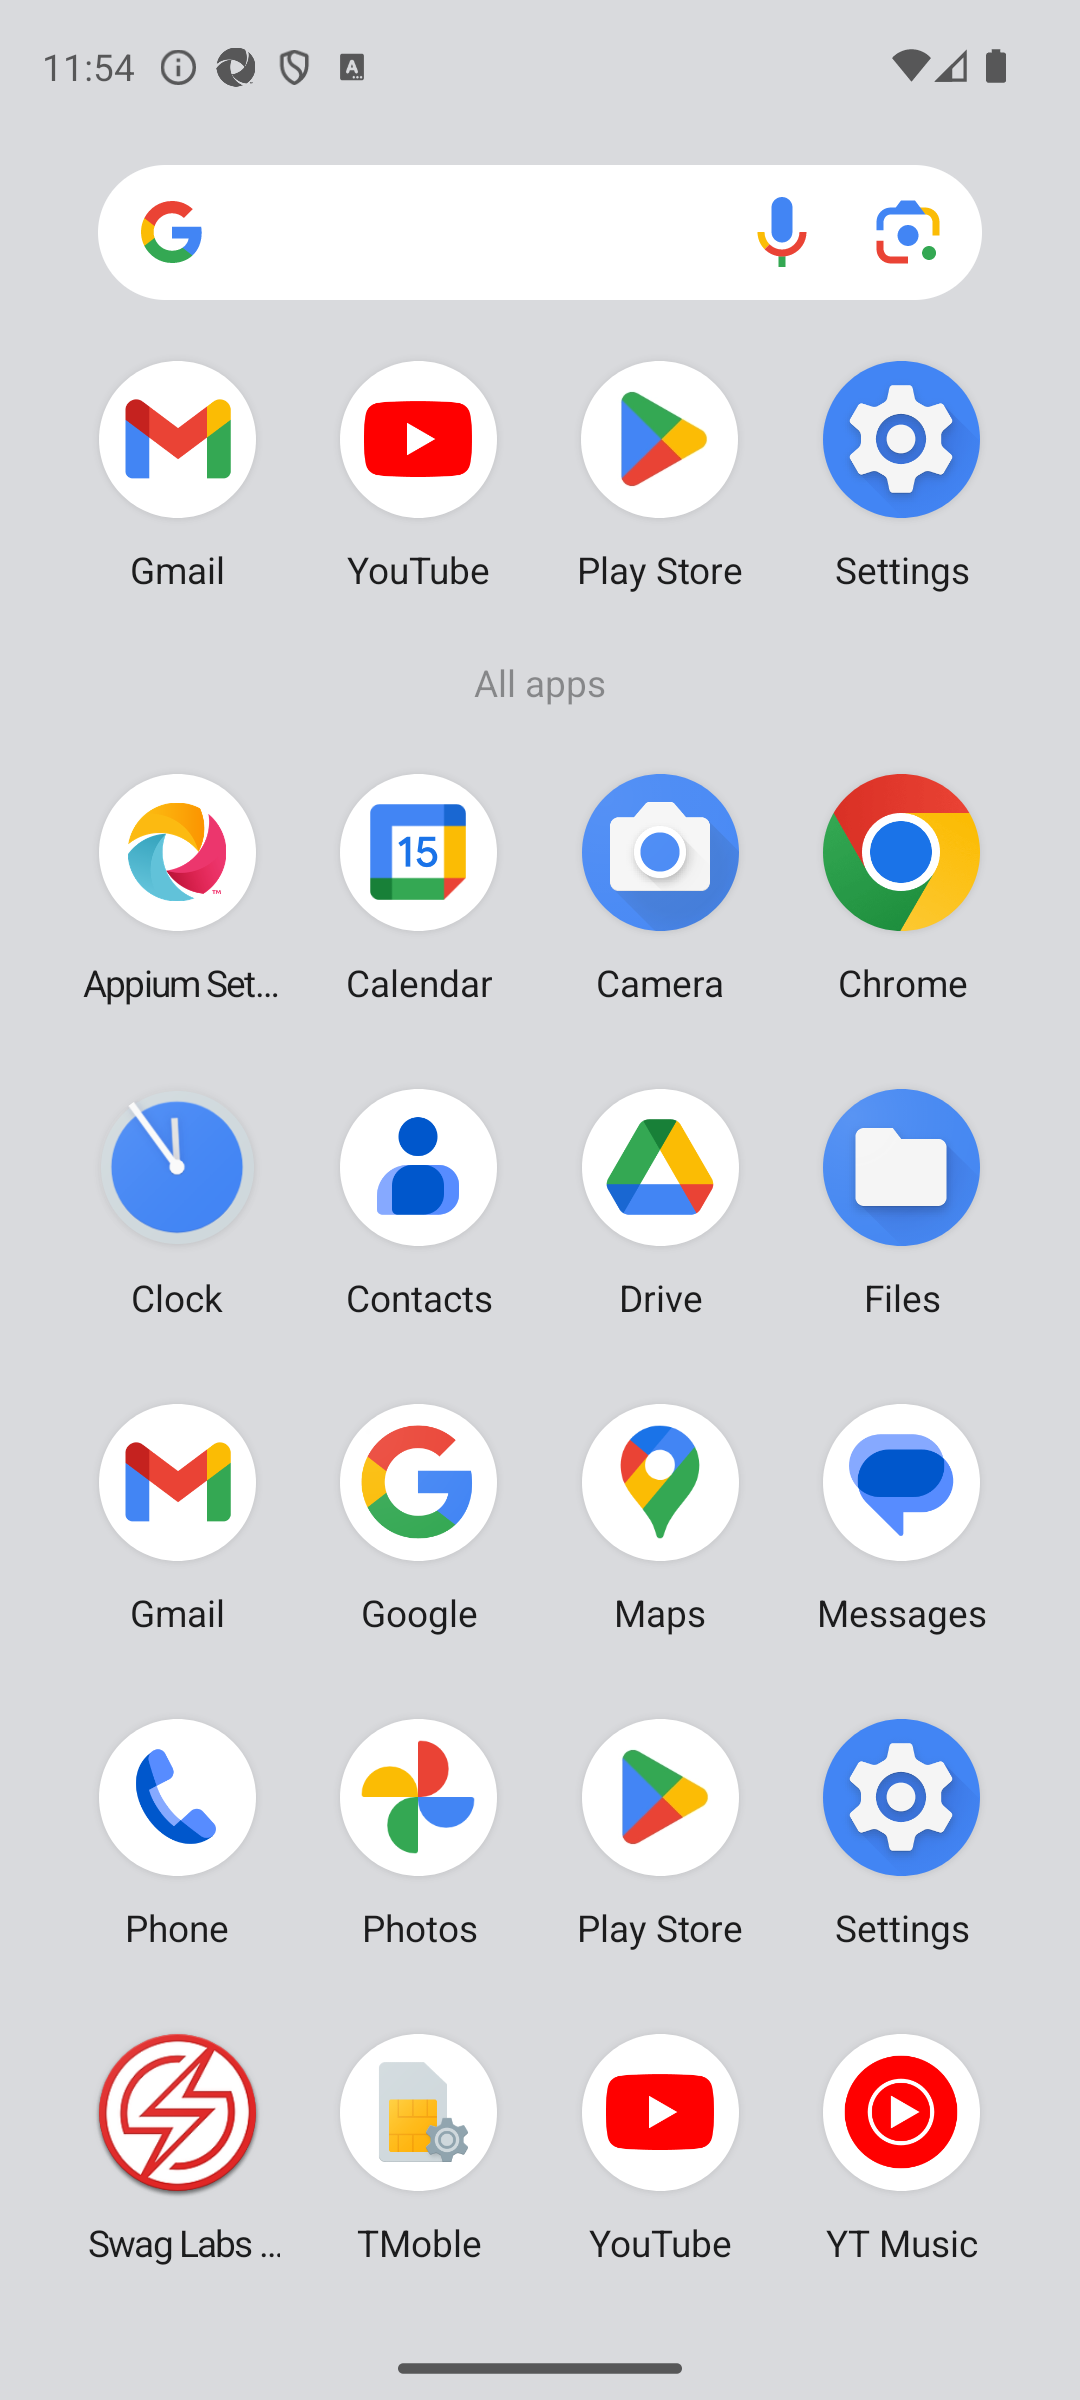 11:54
Gmail YouTube Play Store Settings
All apps
Appium Set... Calendar Camera Chrome
Clock Contacts Drive Files
Gmail Google Maps Messages
Phone Photos Play Store Settings
Swag Labs ... TMoble YouTube YT Music